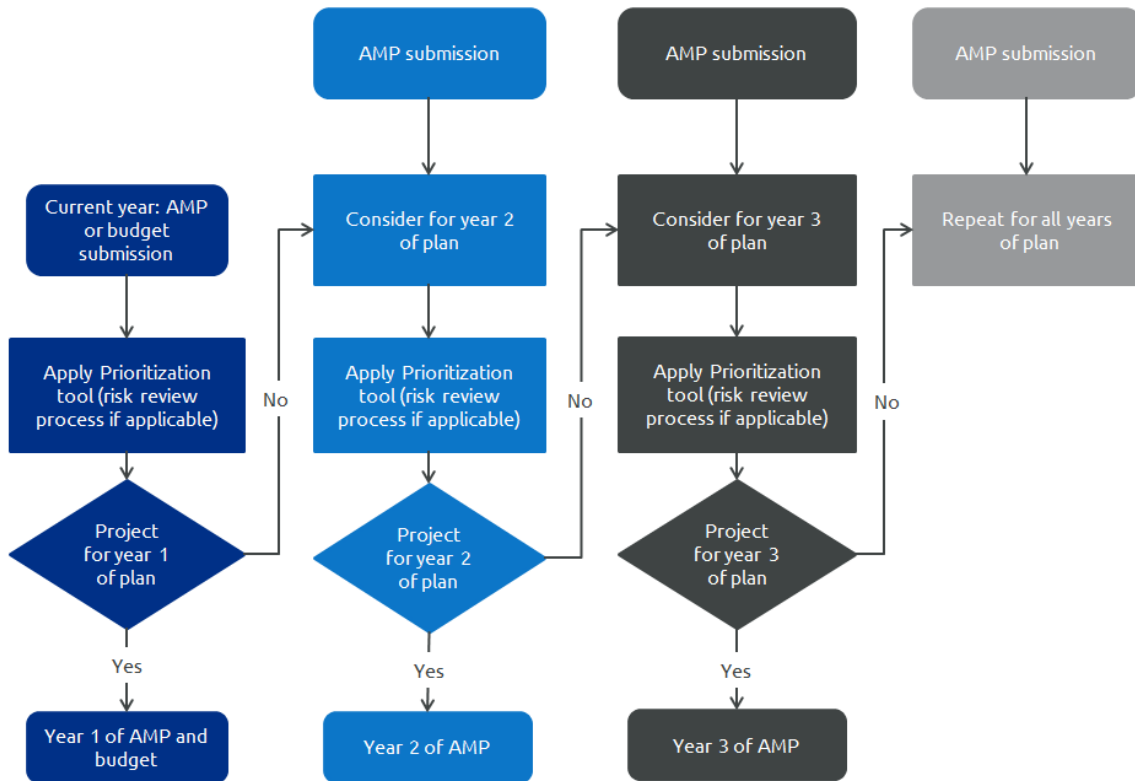 AMP submission
AMP submission
AMP submission
Current year: AMP
or budget
submission
Consider for year 2
of plan
Consider for year 3
of plan
Repeat for all years
of plan
Apply Prioritization
tool (risk review
process if applicable)
No
Apply Prioritization
tool (risk review
process if applicable)
No
Apply Prioritization
tool (risk review
process if applicable)
No
Project
for year 1
of plan
Project
for year 2
of plan
Project
for year 3
of plan
Yes
Yes
Yes
Year 1 of AMP and
budget
Year 2 of AMP
Year 3 of AMP